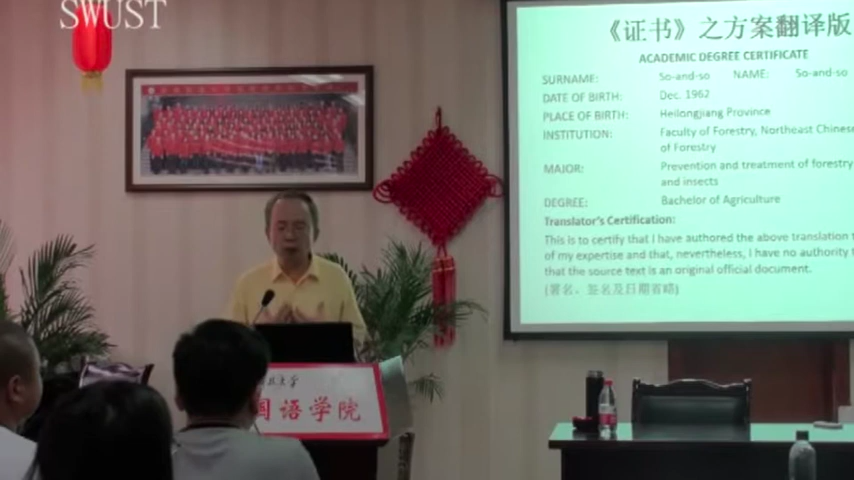 SWUST
《证书》之方案翻译版
ACADEMIC DEGREE CERTIFICATE
SURNAME: So-and-so NAME: So-and-so
DATE OF BIRTH: Dec. 1962
PLACE OF BIRTH: Heilongjiang Province
INSTITUTION: Faculty of Forestry, Northeast Chinese
of Forestry
MAJOR: Prevention and treatment of forestry
and insects
DEGREE: Bachelor of Agriculture
Translator's Certification:
This is to certify that I have authored the above translation
of my expertise and that, nevertheless, I have no authority
that the source text is an original official document.
(署名、签名及日期省略)
大学
国语学院